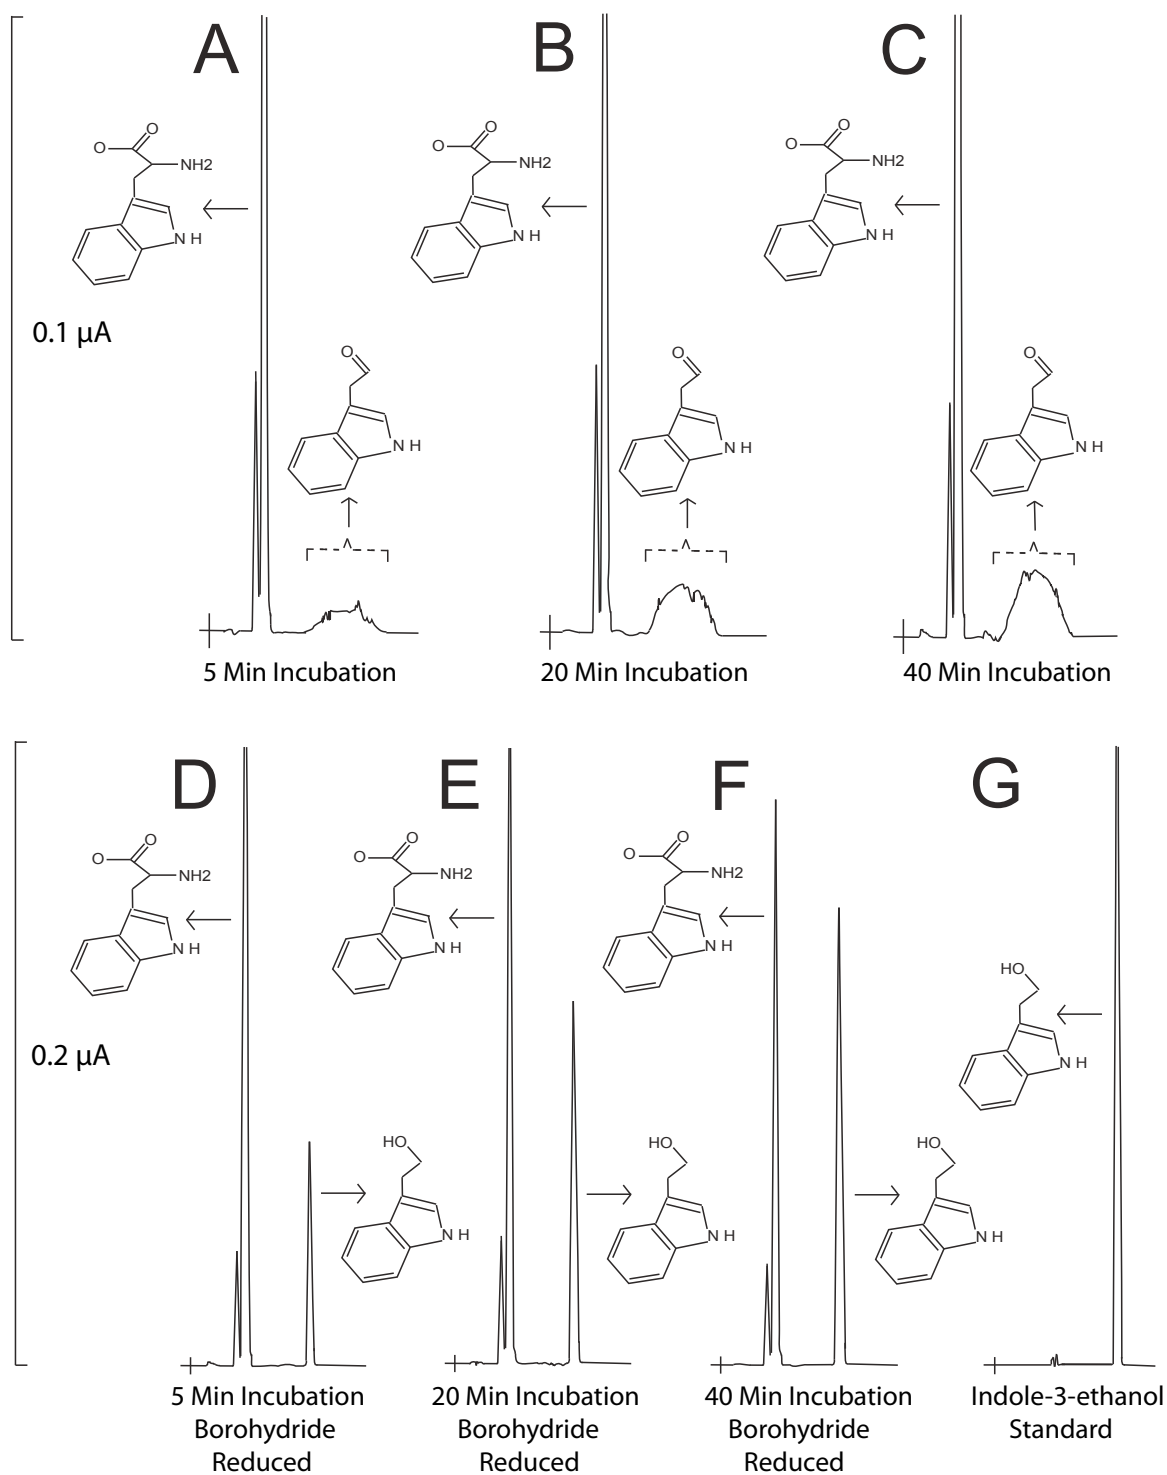 A
B
C
O
O
NH2
N H
O
O
NH2
N H
O
O
NH2
N H
0.1 µA
O
N H
O
N H
O
N H
5 Min Incubation
20 Min Incubation
40 Min Incubation
D
E
F
G
O
O
NH2
N H
O
O
NH2
N H
O
O
NH2
N H
HO
N H
0.2 µA
HO
N H
HO
N H
HO
N H
5 Min Incubation
Borohydride
Reduced
20 Min Incubation
Borohydride
Reduced
40 Min Incubation
Borohydride
Reduced
Indole-3-ethanol
Standard